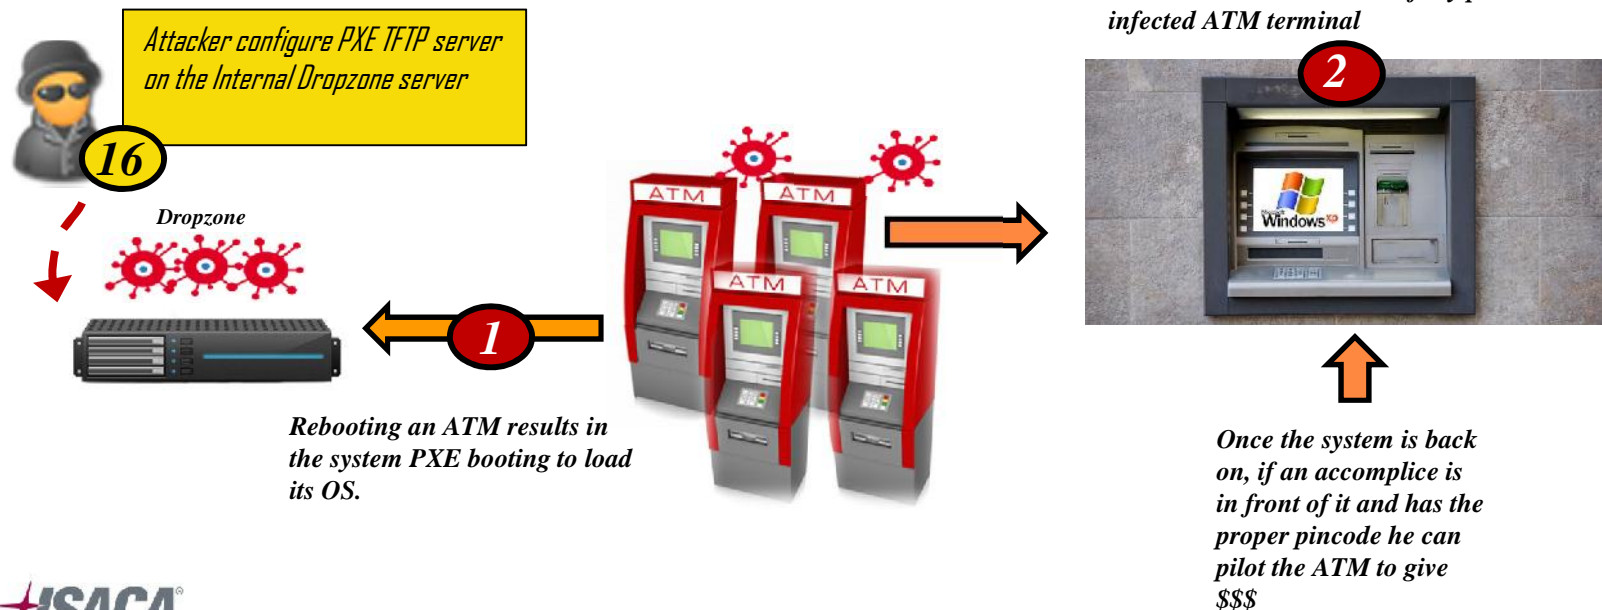 Attacker configure PXE TFTP server
on the Internal Dropzone server
16
Dropzone
1
Rebooting an ATM results in
the system PXE booting to load
its OS.
ATM
ATM
ATM
ATM
infected ATM terminal
2
Microsoft
Windows xp
Once the system is back
on, if an accomplice is
in front of it and has the
proper pincode he can
pilot the ATM to give
$$$
ISACA®